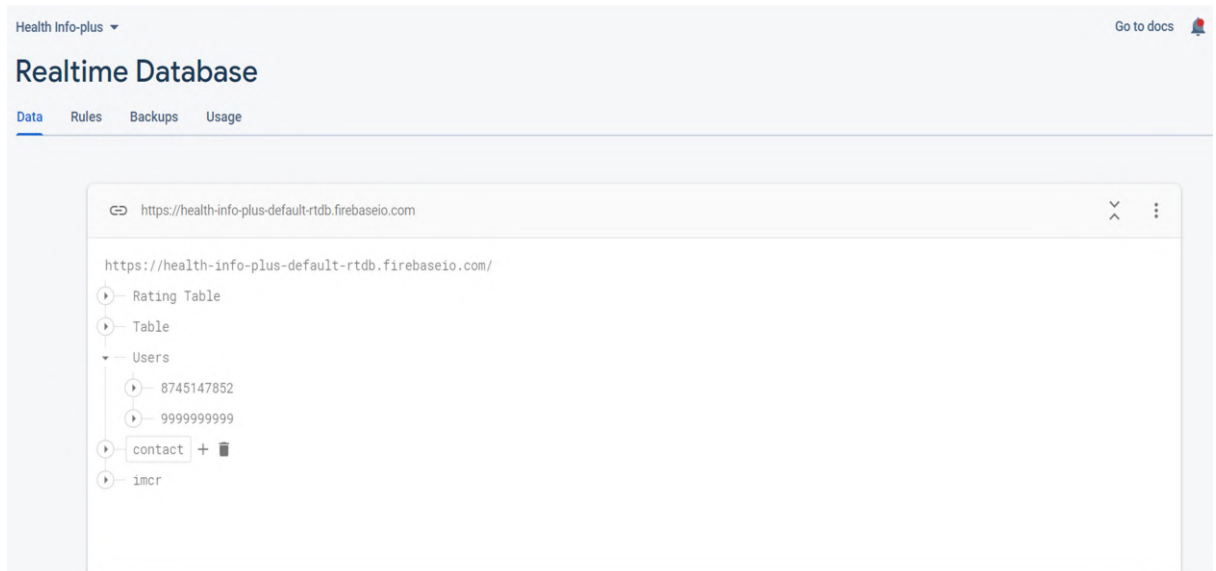 Health Info-plus
Go to docs
Realtime Database
Data Rules Backups Usage
https://health-info-plus-default-rtdb.firebaseio.com
https://health-info-plus-default-rtdb.firebaseio.com/
Rating Table
Table
Users
8745147852
9999999999
contact
imcr